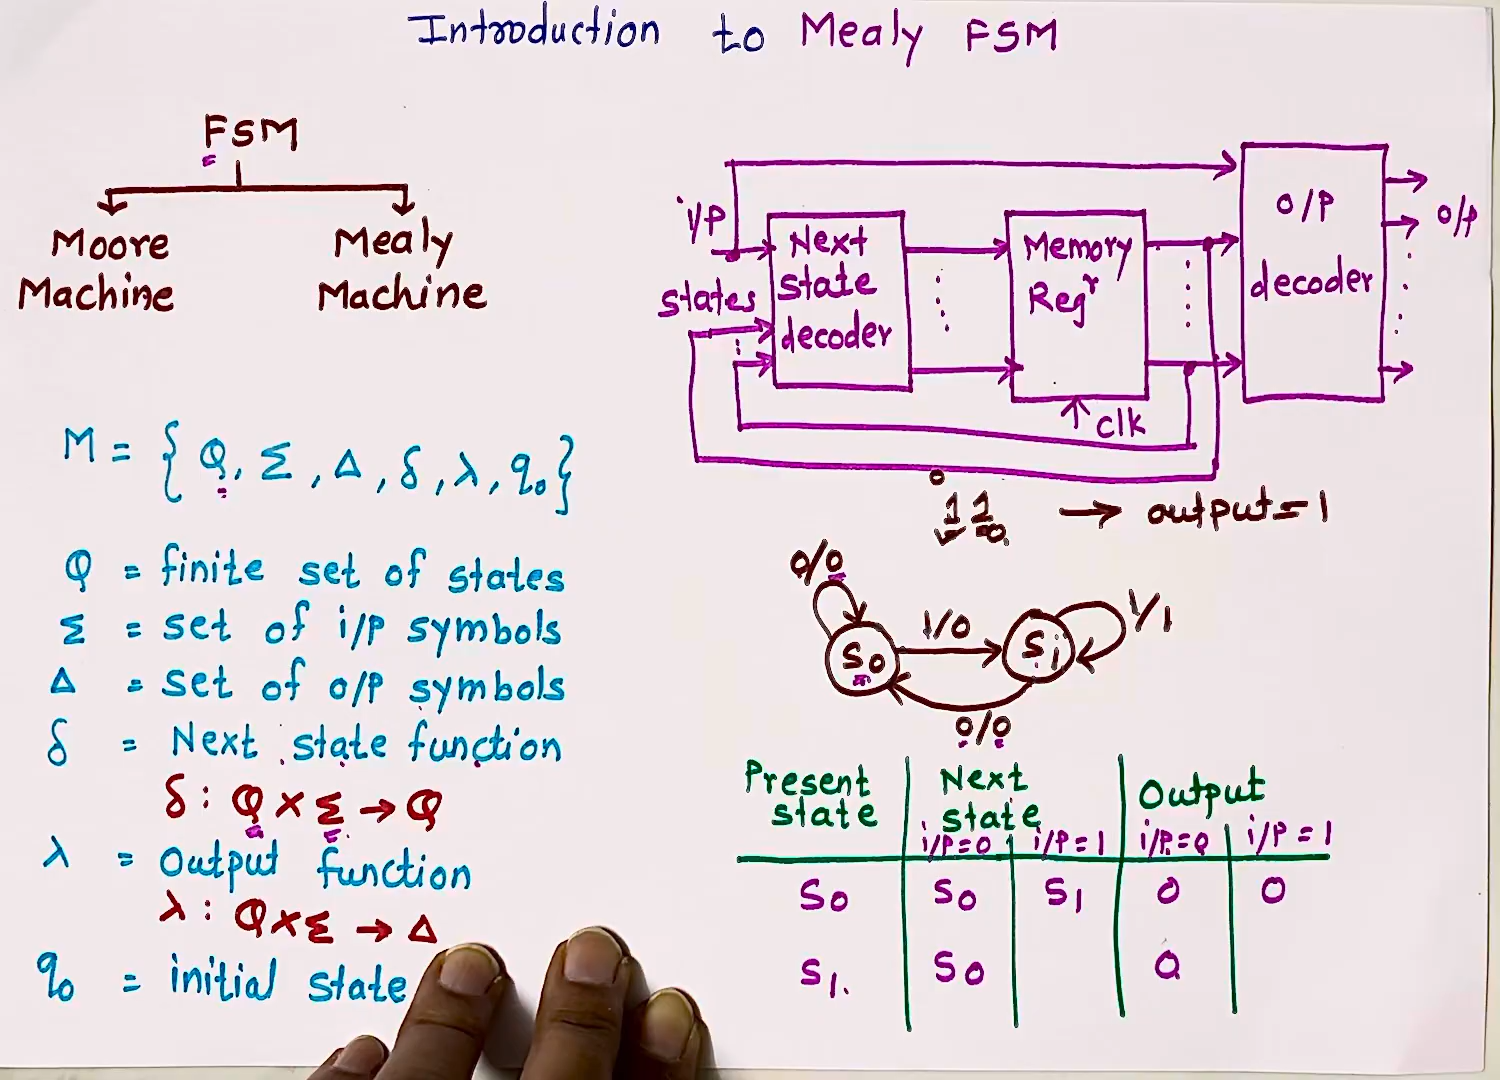 Introduction to Mealy FSM
FSM
Moore Machine
Mealy Machine
M = { Q, Σ, Δ, δ, λ, q₀ }
Q = finite set of states
Σ = set of i/p symbols
Δ = set of o/p symbols
δ = Next state function
δ : Q × Σ → Q
λ = Output function
λ : Q × Σ → Δ
q₀ = initial state
i/p
states
Next
state
decoder
Memory
Regʳ
clk
O/P
decoder
O/P
0
11 → output = 1
0/0
S0
1/0
S1
1/1
0/0
Present state | Next state | Output
i/p=0 i/p=1 i/p=0 i/p=1
S0 S0 S1 0 0
S1. S0 0